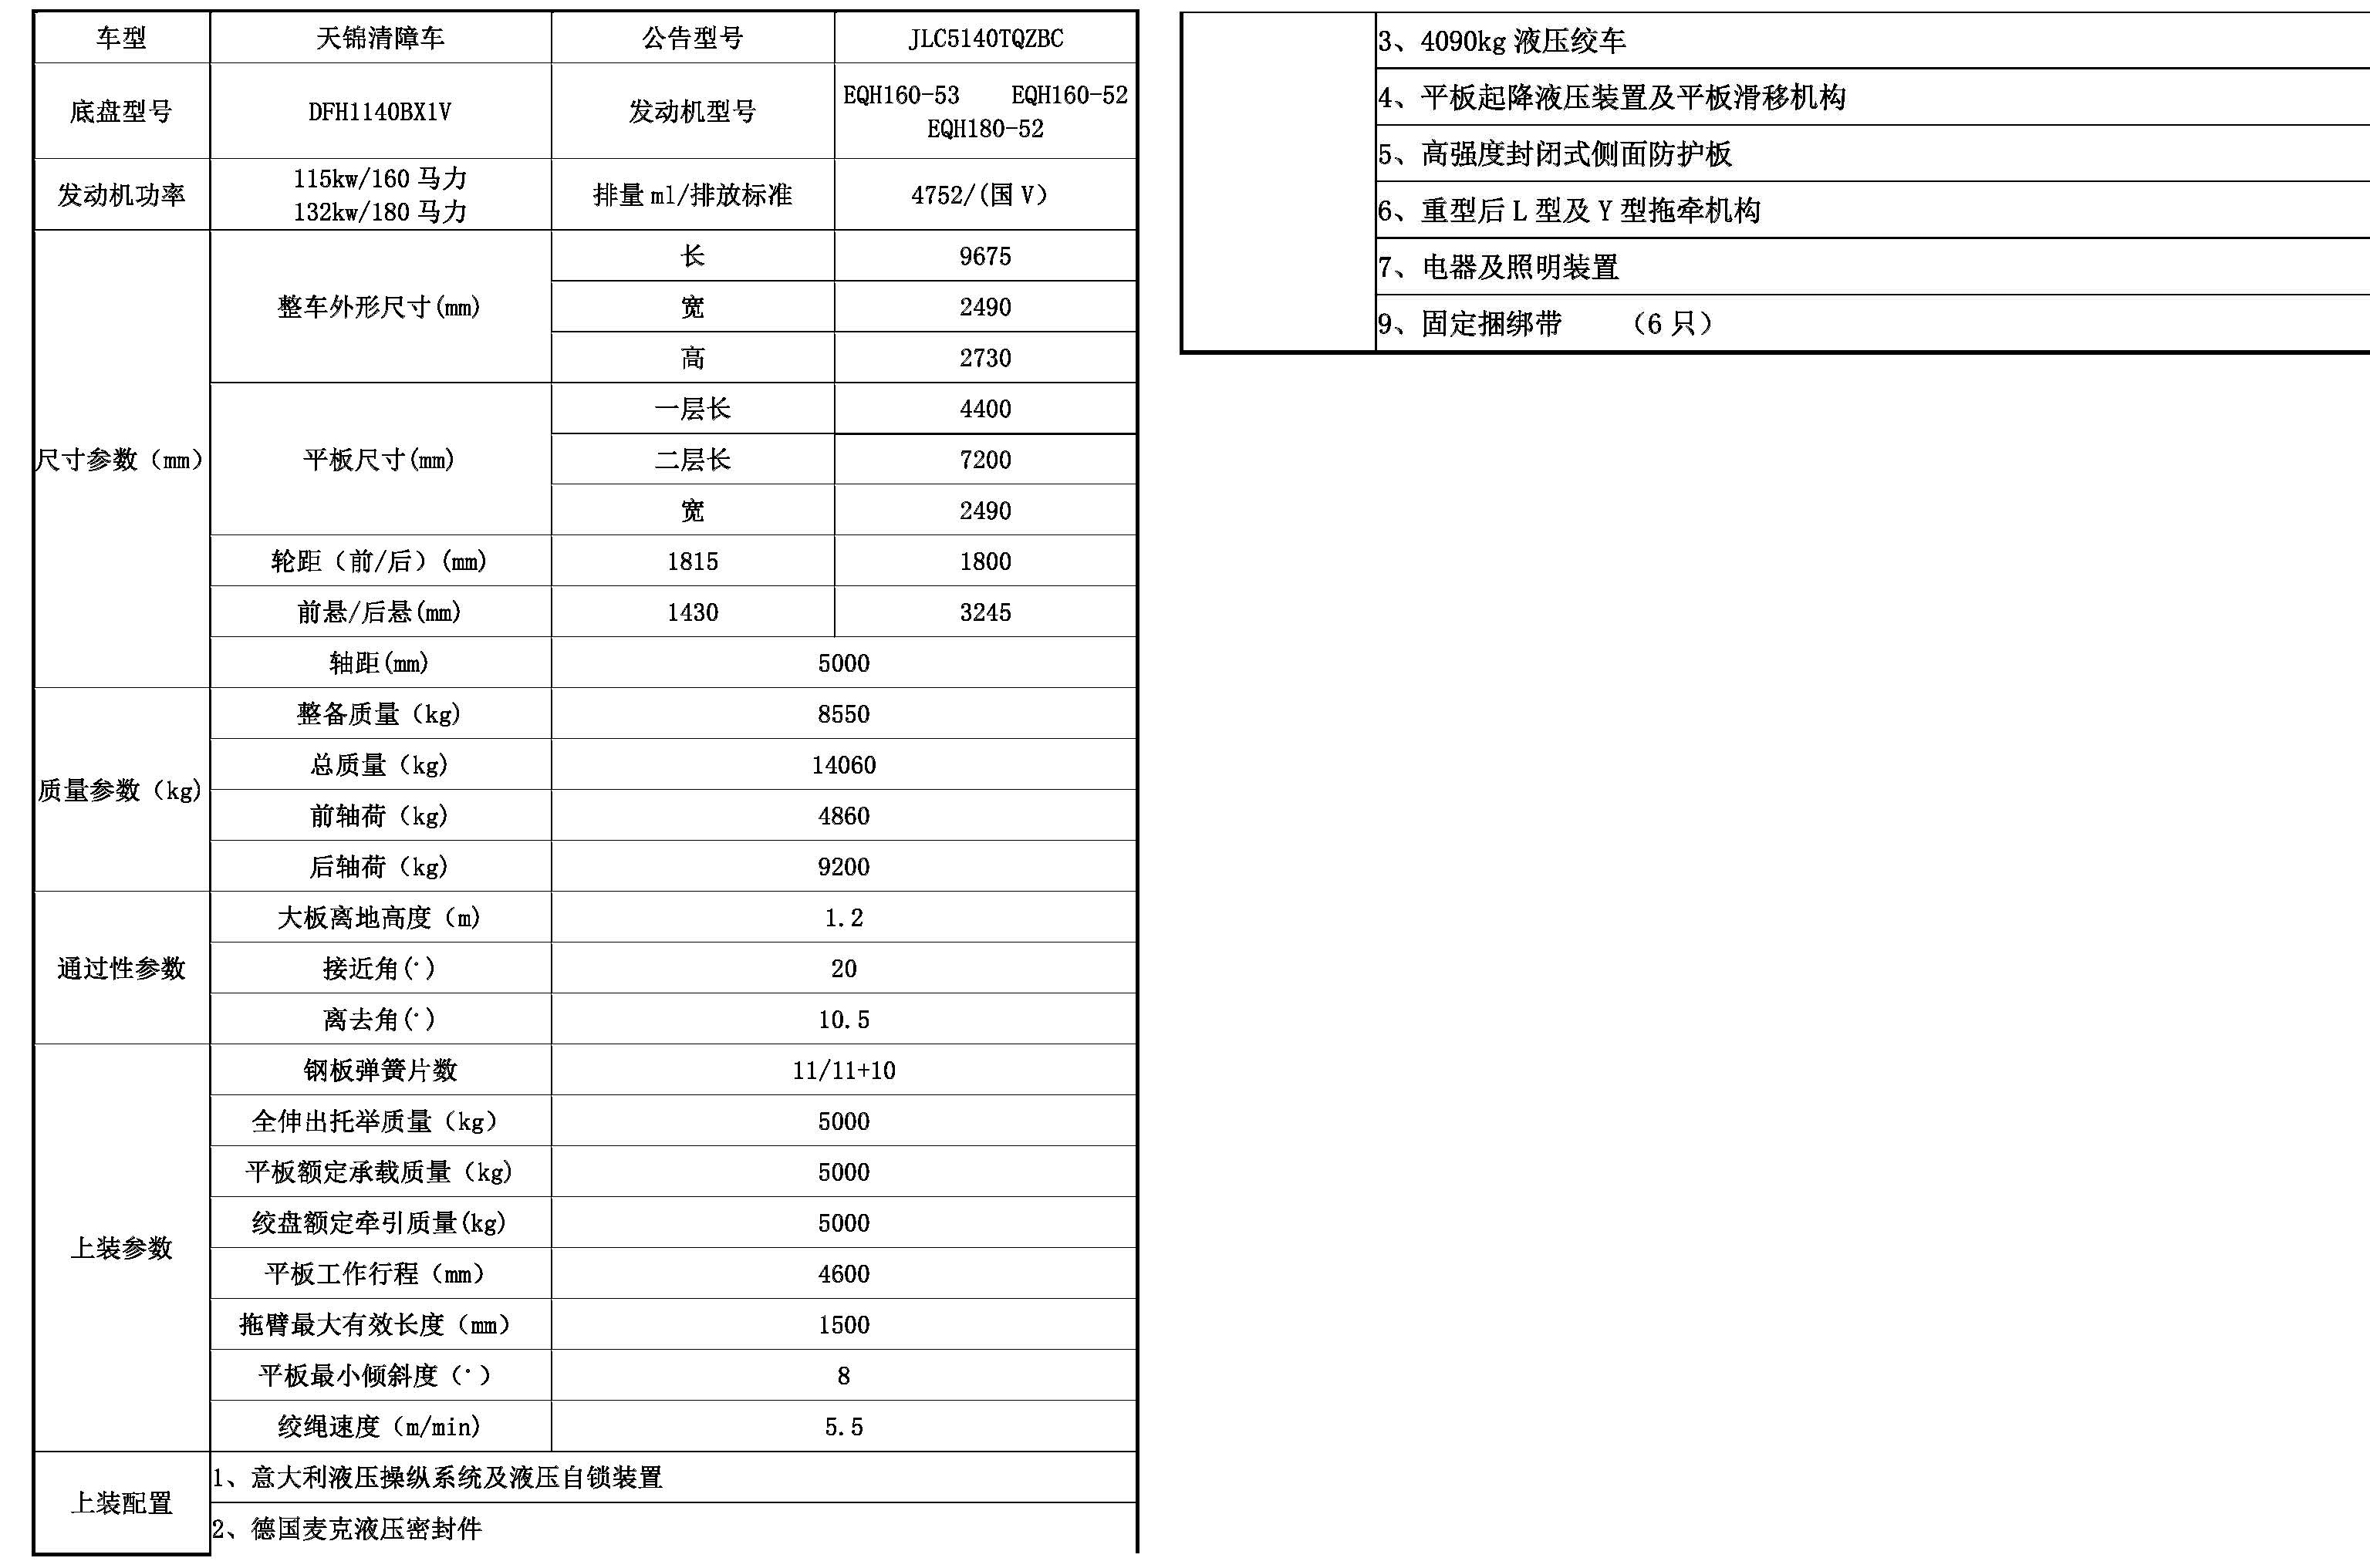 车型 天锦清障车 公告型号 JLC5140TQZBC
底盘型号 DFH1140BX1V 发动机型号 EQH160-53 EQH160-52
EQH180-52
发动机功率 115kw/160 马力
132kw/180 马力
排量 ml/排放标准 4752/(国 V）
尺寸参数（mm） 整车外形尺寸(mm) 长 9675
宽 2490
高 2730
平板尺寸(mm) 一层长 4400
二层长 7200
宽 2490
轮距（前/后）(mm) 1815 1800
前悬/后悬(mm) 1430 3245
轴距(mm) 5000
质量参数（kg) 整备质量（kg) 8550
总质量（kg) 14060
前轴荷（kg) 4860
后轴荷（kg) 9200
通过性参数 大板离地高度（m) 1.2
接近角(°) 20
离去角(°) 10.5
上装参数 钢板弹簧片数 11/11+10
全伸出托举质量（kg） 5000
平板额定承载质量（kg) 5000
绞盘额定牵引质量(kg) 5000
平板工作行程（mm） 4600
拖臂最大有效长度（mm） 1500
平板最小倾斜度（°） 8
绞绳速度（m/min) 5.5
上装配置 1、意大利液压操纵系统及液压自锁装置
2、德国麦克液压密封件
3、4090kg 液压绞车
4、平板起降液压装置及平板滑移机构
5、高强度封闭式侧面防护板
6、重型后 L 型及 Y 型拖牵机构
7、电器及照明装置
9、固定捆绑带 （6 只）